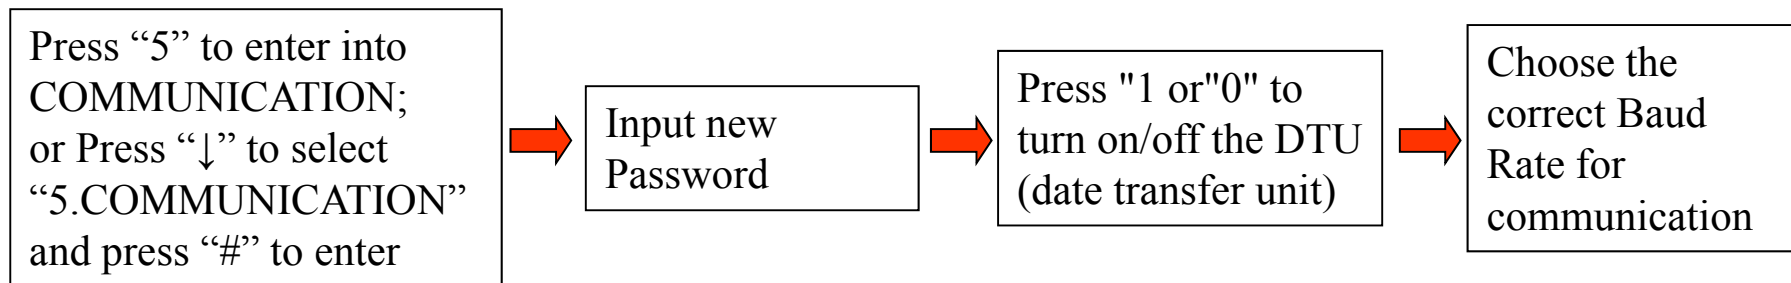 Press “5” to enter into
COMMUNICATION;
or Press “↓” to select
“5.COMMUNICATION”
and press “#” to enter
Input new
Password
Press "1 or"0" to
turn on/off the DTU
(date transfer unit)
Choose the
correct Baud
Rate for
communication